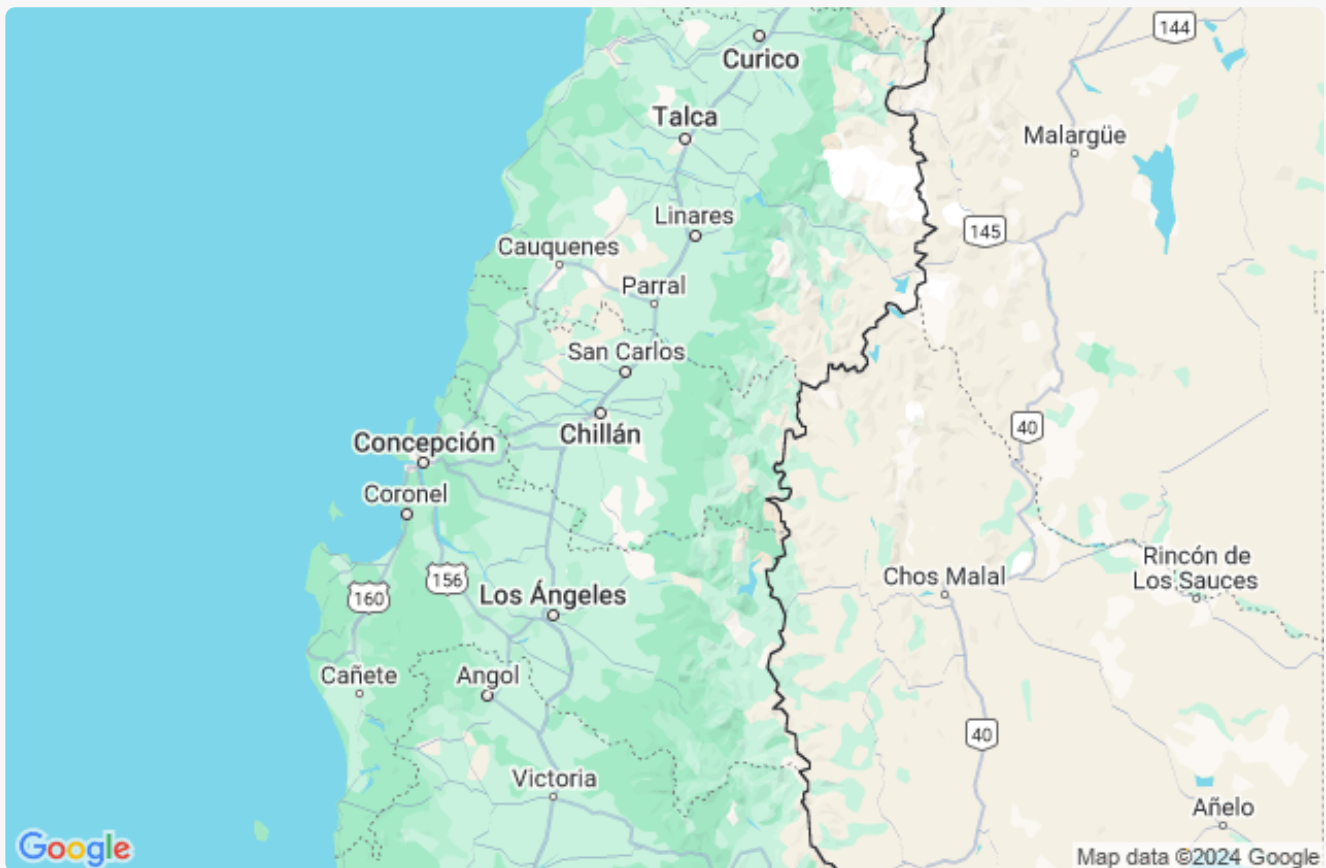 144
Curico
Talca
Malargüe
Linares
145
Cauquenes
Parral
San Carlos
40
Chillán
Concepción
Coronel
Rincón de
Los Sauces
156
Chos Malal
160
Los Ángeles
Cañete
Angol
40
Victoria
Añelo
Google
Map data ©2024 Google